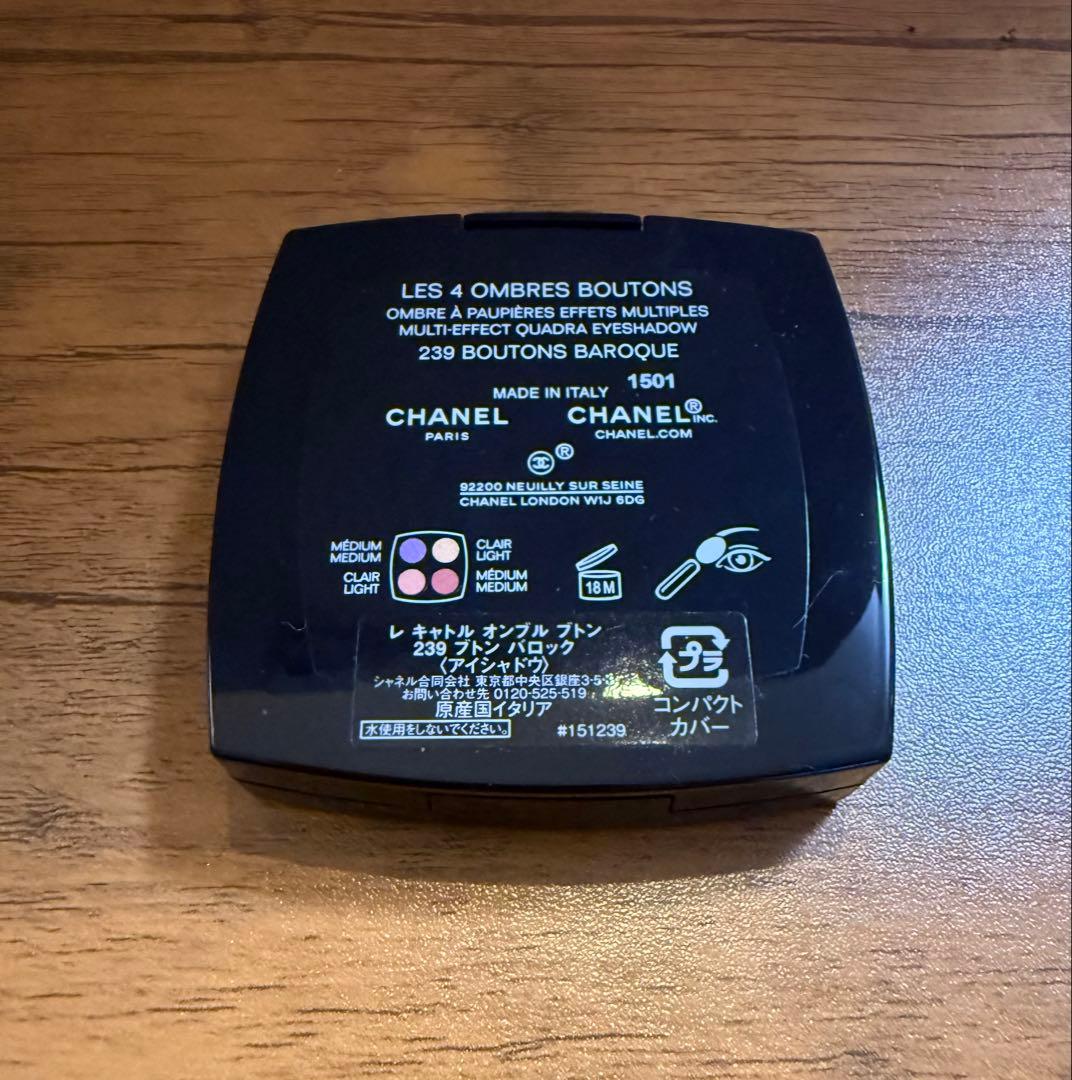 LES 4 OMBRES BOUTONS
OMBRE À PAUPIÈRES EFFETS MULTIPLES
MULTI-EFFECT QUADRA EYESHADOW
239 BOUTONS BAROQUE
MADE IN ITALY 1501
CHANEL CHANEL® INC.
PARIS CHANEL.COM
®
92200 NEUILLY SUR SEINE
CHANEL LONDON W1J 6DG
MÉDIUM CLAIR
MEDIUM LIGHT
CLAIR MÉDIUM
LIGHT MEDIUM
18 M
レ キャトル オンブル ブトン
239 ブトン バロック
〈アイシャドウ〉
シャネル合同会社 東京都中央区銀座3-5-
お問い合わせ先 0120-525-519
原産国イタリア
水使用をしないでください。 #151239
プラ
コンパクト
カバー